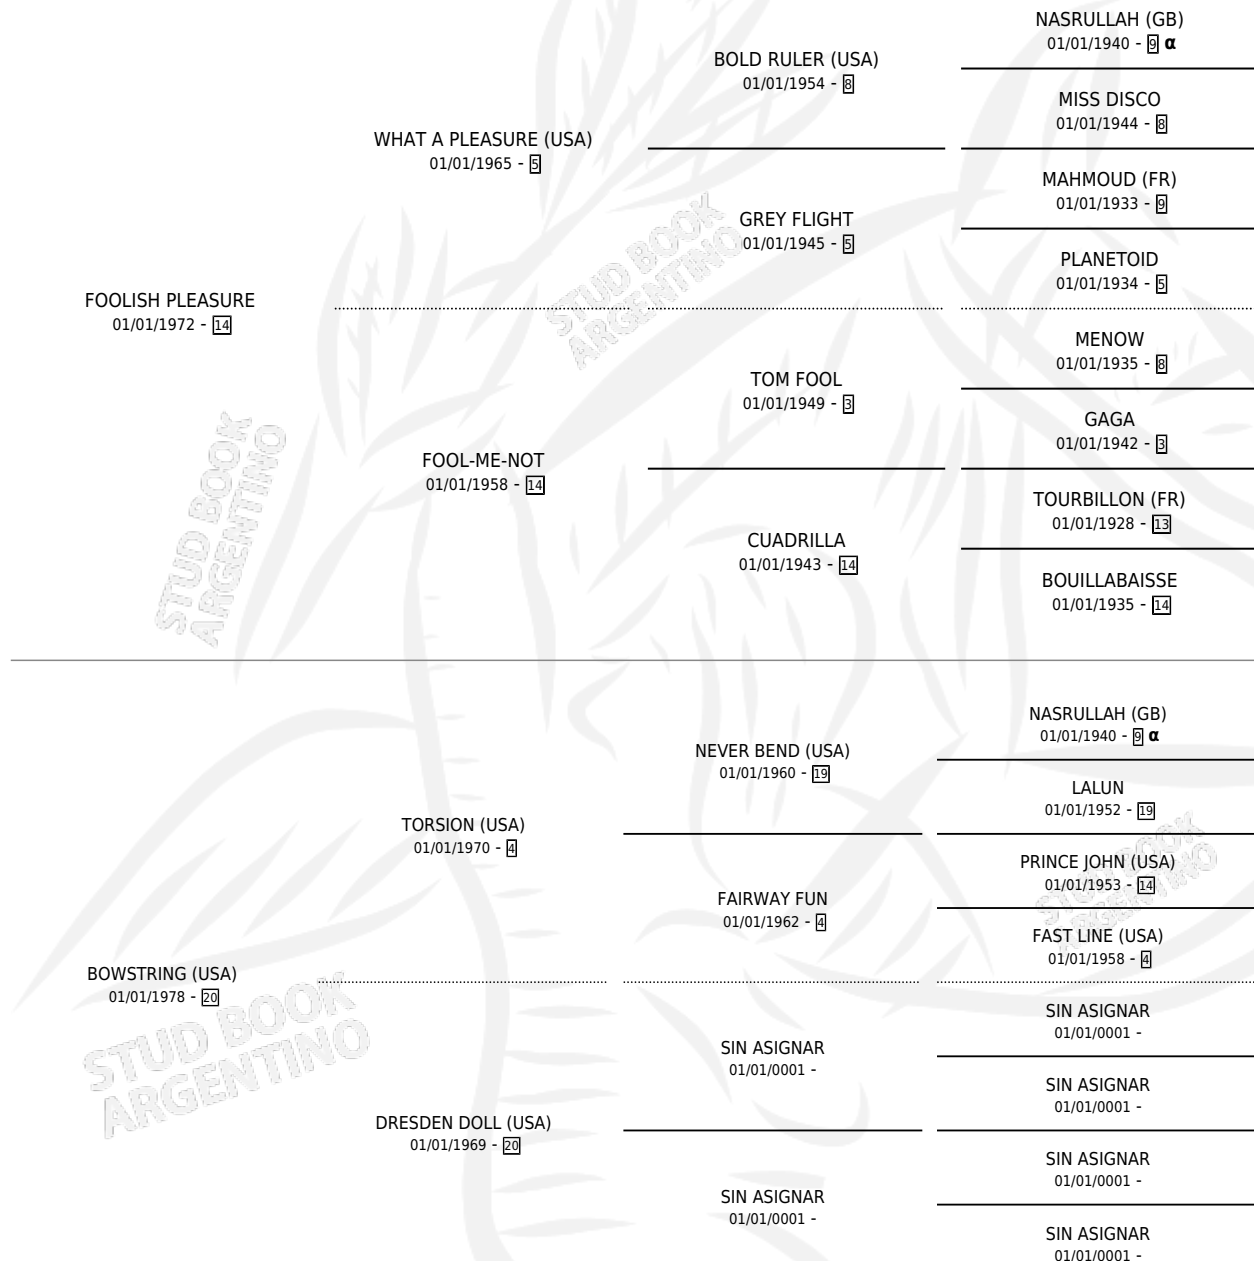 NASRULLAH (GB)
01/01/1940 - 9 α
BOLD RULER (USA)
01/01/1954 - 8
MISS DISCO
01/01/1944 - 8
WHAT A PLEASURE (USA)
01/01/1965 - 5
MAHMOUD (FR)
01/01/1933 - 9
GREY FLIGHT
01/01/1945 - 5
PLANETOID
01/01/1934 - 5
STUD BOOK
ARGENTINO
FOOLISH PLEASURE
01/01/1972 - 14
MENOW
01/01/1935 - 8
TOM FOOL
01/01/1949 - 3
GAGA
01/01/1942 - 3
FOOL-ME-NOT
01/01/1958 - 14
TOURBILLON (FR)
01/01/1928 - 13
CUADRILLA
01/01/1943 - 14
BOUILLABAISSE
01/01/1935 - 14
STUD BOOK
ARGENTINO
NASRULLAH (GB)
01/01/1940 - 9 α
NEVER BEND (USA)
01/01/1960 - 19
LALUN
01/01/1952 - 19
TORSION (USA)
01/01/1970 - 4
PRINCE JOHN (USA)
01/01/1953 - 14
FAIRWAY FUN
01/01/1962 - 4
FAST LINE (USA)
01/01/1958 - 4
STUD BOOK
ARGENTINO
BOWSTRING (USA)
01/01/1978 - 20
SIN ASIGNAR
01/01/0001 -
SIN ASIGNAR
01/01/0001 -
SIN ASIGNAR
01/01/0001 -
STUD BOOK
ARGENTINO
DRESDEN DOLL (USA)
01/01/1969 - 20
SIN ASIGNAR
01/01/0001 -
SIN ASIGNAR
01/01/0001 -
SIN ASIGNAR
01/01/0001 -